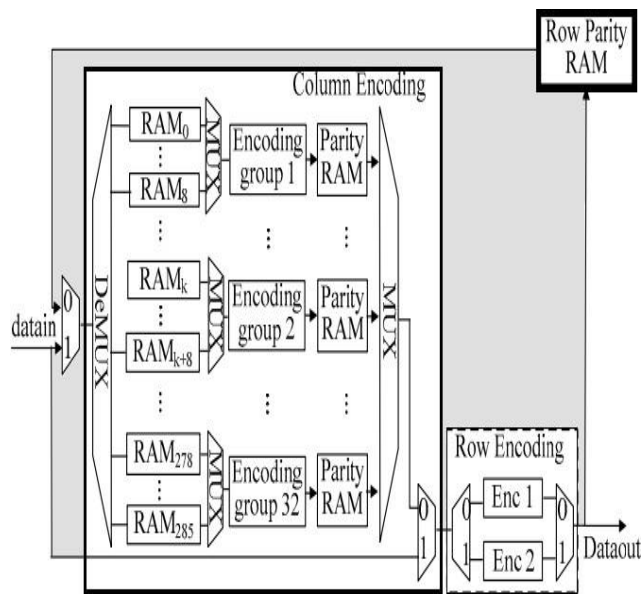 Row Parity
RAM
Column Encoding
RAM0
MUX
Encoding
group 1
Parity
RAM
RAM8
DeMUX
datain
0
1
RAMk
MUX
Encoding
group 2
Parity
RAM
MUX
RAMk+8
RAM278
MUX
Encoding
group 32
Parity
RAM
RAM285
0
1
Row Encoding
0
1
Enc 1
Enc 2
0
1
Dataout